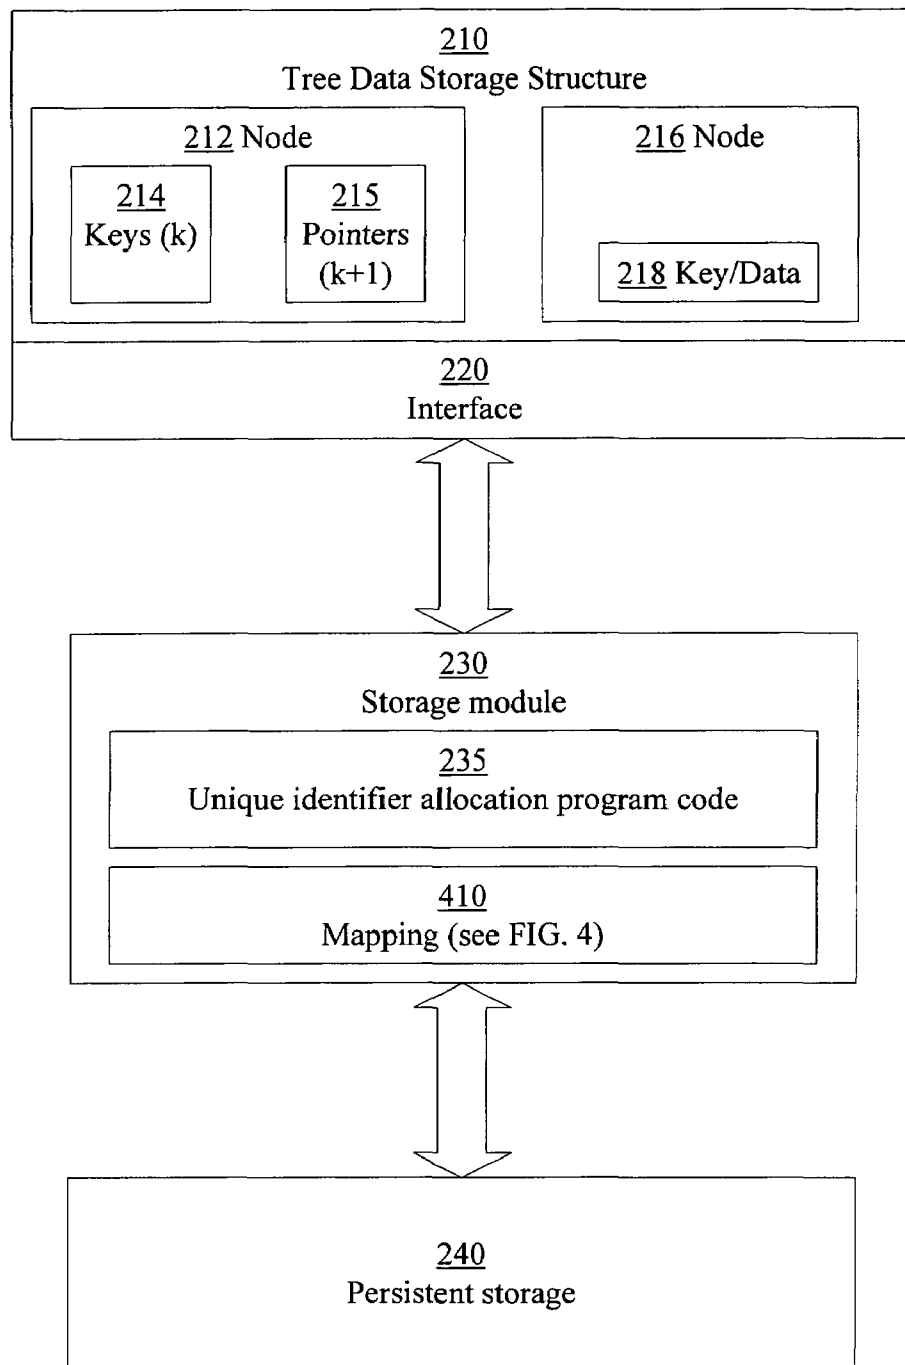 210
Tree Data Storage Structure
212 Node
214
Keys (k)
215
Pointers
(k+1)
216 Node
218 Key/Data
220
Interface
230
Storage module
235
Unique identifier allocation program code
410
Mapping (see FIG. 4)
240
Persistent storage